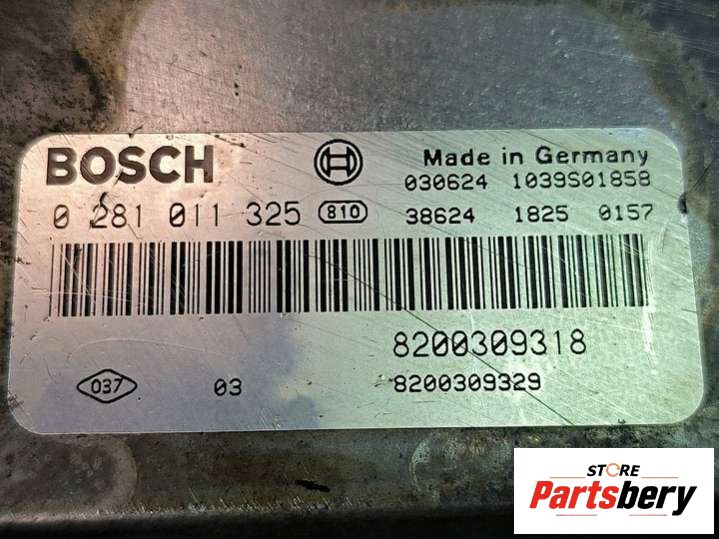 BOSCH
Made in Germany
030624 1039S01858
0 281 011 325 810 38624 1825 0157
8200309318
037 03 8200309329
STORE
Partsbery